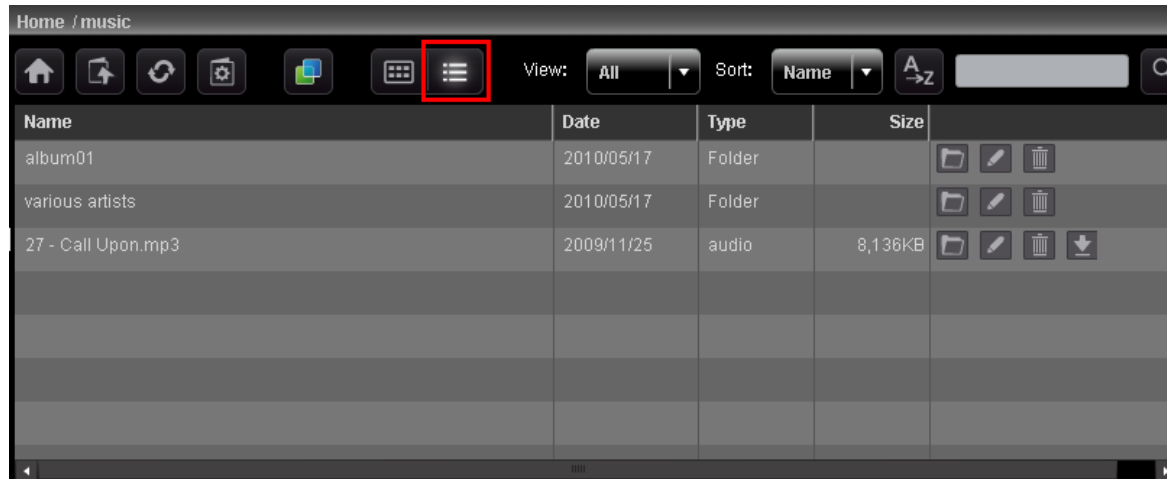 Home / music
View: All Sort: Name A Z
Name Date Type Size
album01 2010/05/17 Folder
various artists 2010/05/17 Folder
27 - Call Upon.mp3 2009/11/25 audio 8,136KB